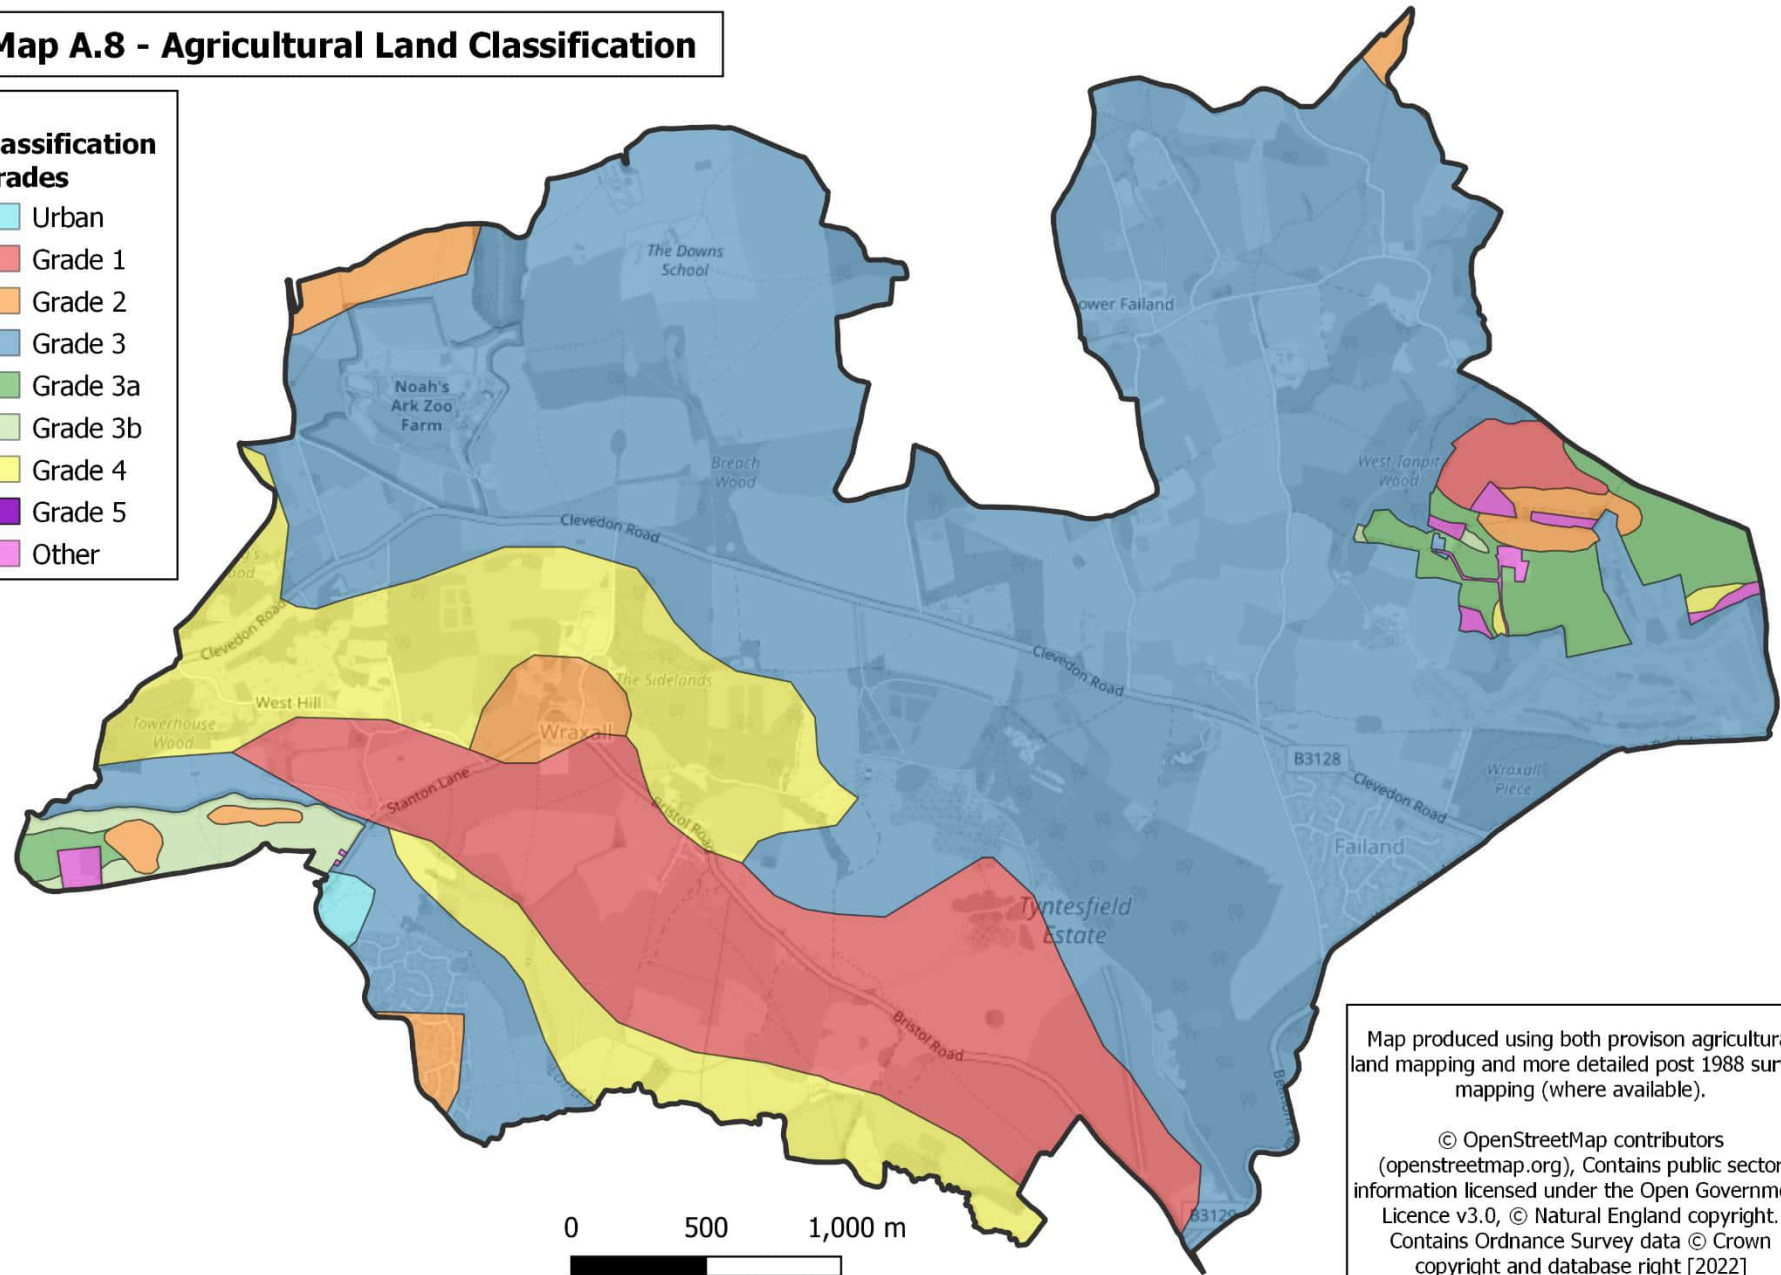 Map A.8 - Agricultural Land Classification
assification
rades
Urban
Grade 1
Grade 2
Grade 3
Grade 3a
Grade 3b
Grade 4
Grade 5
Other
The Downs
School
ower Failand
Noah's
Ark Zoo
Farm
Breach
Wood
West Tanpit
Wood
Clevedon Road
Clevedon Road
Clevedon Road
West Hill
The Sidelands
Towerhouse
Wood
Wraxall
Stanton Lane
Bristol Road
B3128
Clevedon Road
Wraxall
Piece
Failand
Tyntesfield
Estate
Bristol Road
B3129
0 500 1,000 m
Map produced using both provison agricultura
land mapping and more detailed post 1988 sur
mapping (where available).
© OpenStreetMap contributors
(openstreetmap.org), Contains public sector
information licensed under the Open Governme
Licence v3.0, © Natural England copyright.
Contains Ordnance Survey data © Crown
copyright and database right [2022]